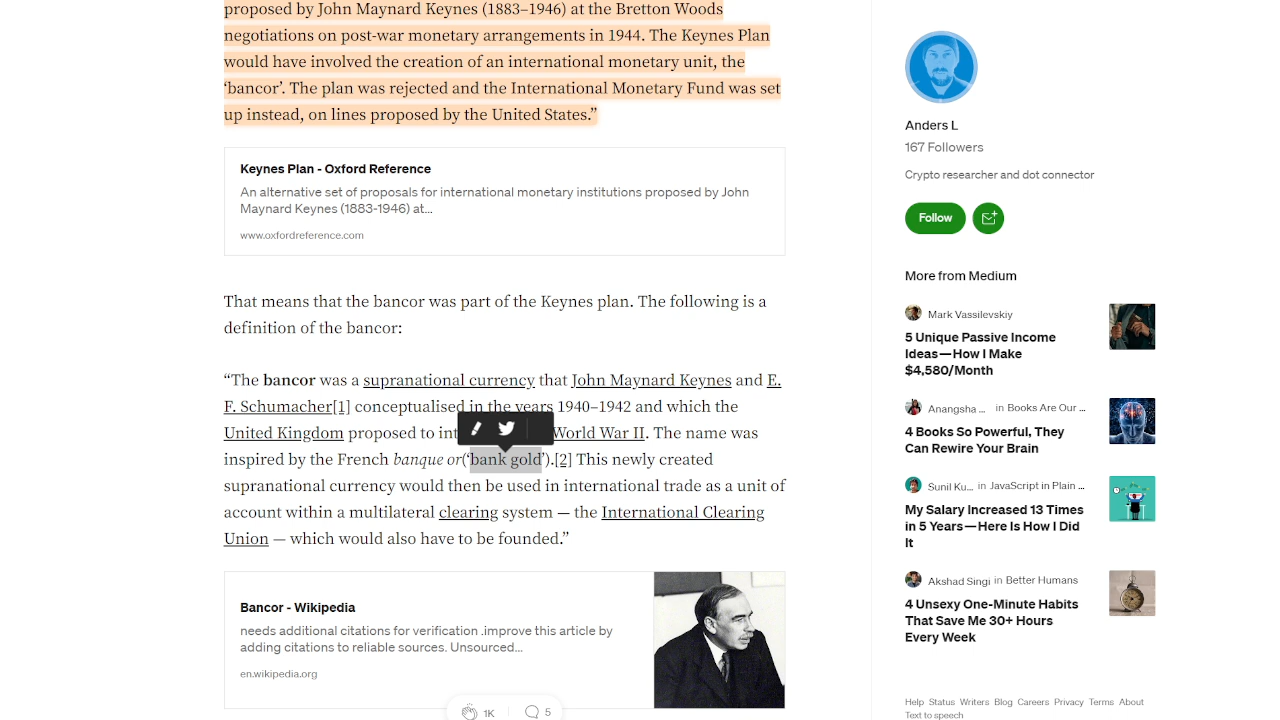 proposed by John Maynard Keynes (1883–1946) at the Bretton Woods
negotiations on post-war monetary arrangements in 1944. The Keynes Plan
would have involved the creation of an international monetary unit, the
‘bancor’. The plan was rejected and the International Monetary Fund was set
up instead, on lines proposed by the United States.”
Keynes Plan - Oxford Reference
An alternative set of proposals for international monetary institutions proposed by John
Maynard Keynes (1883-1946) at...
www.oxfordreference.com
That means that the bancor was part of the Keynes plan. The following is a
definition of the bancor:
“The bancor was a supranational currency that John Maynard Keynes and E.
F. Schumacher[1] conceptualised in the years 1940–1942 and which the
United Kingdom proposed to World War II. The name was
inspired by the French banque or(‘bank gold’).[2] This newly created
supranational currency would then be used in international trade as a unit of
account within a multilateral clearing system — the International Clearing
Union — which would also have to be founded.”
Bancor - Wikipedia
needs additional citations for verification .improve this article by
adding citations to reliable sources. Unsourced...
en.wikipedia.org
1K
5
Anders L
167 Followers
Crypto researcher and dot connector
Follow
More from Medium
Mark Vassilevskiy
5 Unique Passive Income
Ideas — How I Make
$4,580/Month
Anangsha ... in Books Are Our ...
4 Books So Powerful, They
Can Rewire Your Brain
Sunil Ku... in JavaScript in Plain ...
My Salary Increased 13 Times
in 5 Years — Here Is How I Did
It
Akshad Singi in Better Humans
4 Unsexy One-Minute Habits
That Save Me 30+ Hours
Every Week
Help Status Writers Blog Careers Privacy Terms About
Text to speech